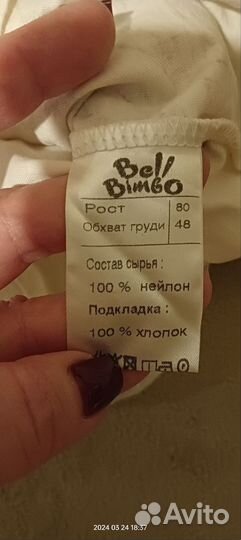 Bell
Bimbo
Рост 80
Обхват груди 48
Состав сырья :
100 % нейлон
Подкладка :
100 % хлопок
2024 03 24 18:37
Avito